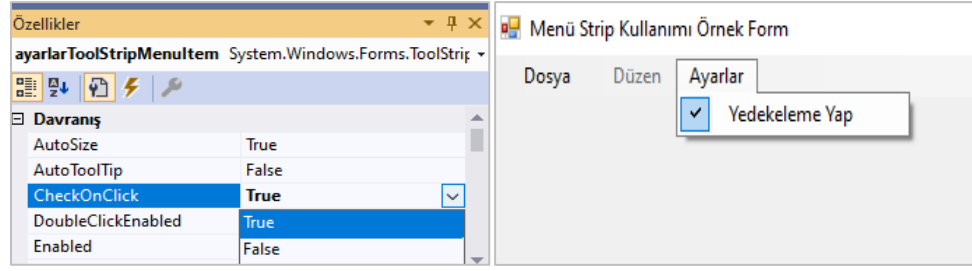 Özellikler
ayarlarToolStripMenuItem System.Windows.Forms.ToolStrip
Davranış
AutoSize True
AutoToolTip False
CheckOnClick True
DoubleClickEnabled True
Enabled False
Menü Strip Kullanımı Örnek Form
Dosya Düzen Ayarlar
Yedekeleme Yap